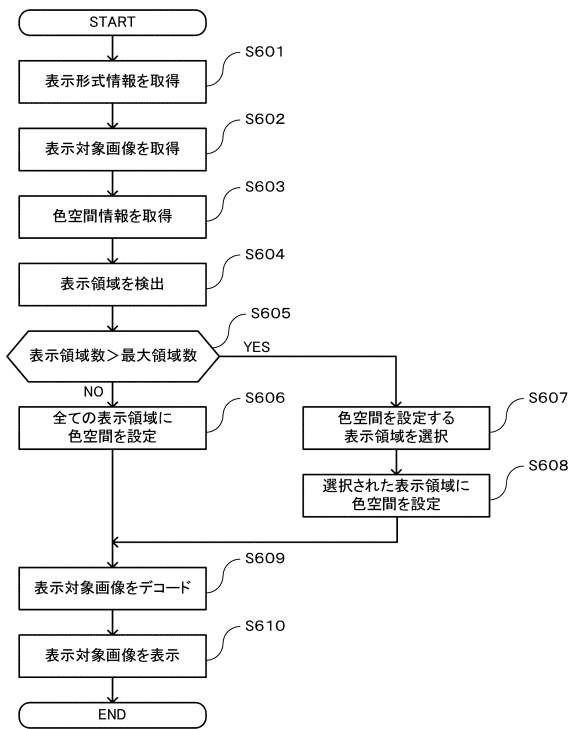 START
S601
表示形式情報を取得
S602
表示対象画像を取得
S603
色空間情報を取得
S604
表示領域を検出
S605
表示領域数＞最大領域数
YES
NO
S606
全ての表示領域に
色空間を設定
S607
色空間を設定する
表示領域を選択
S608
選択された表示領域に
色空間を設定
S609
表示対象画像をデコード
S610
表示対象画像を表示
END